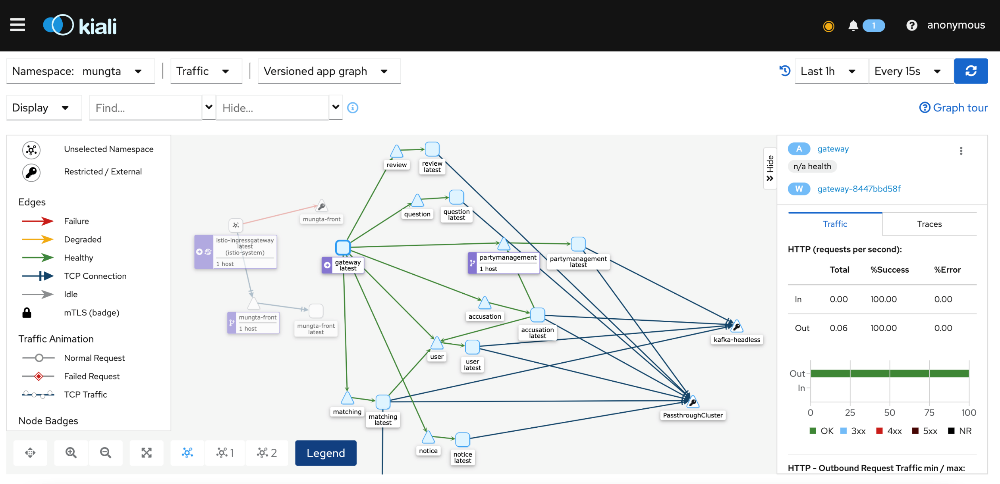 kiali
1
anonymous
Namespace: mungta
Traffic
Versioned app graph
Last 1h
Every 15s
Display
Find...
Hide...
Graph tour
Unselected Namespace
Restricted / External
Edges
Failure
Degraded
Healthy
TCP Connection
Idle
mTLS (badge)
Traffic Animation
Normal Request
Failed Request
TCP Traffic
Node Badges
review
review
latest
question
question
latest
mungta-front
istio-ingressgateway
latest
(istio-system)
1 host
gateway
latest
partymanagement
1 host
partymanagement
latest
mungta-front
1 host
mungta-front
latest
accusation
accusation
latest
kafka-headless
user
user
latest
matching
matching
latest
PassthroughCluster
notice
notice
latest
1
2
Legend
Hide
A gateway
n/a health
W gateway-8447bbd58f
Traffic
Traces
HTTP (requests per second):
Total %Success %Error
In 0.00 100.00 0.00
Out 0.06 100.00 0.00
Out
In
0 25 50 75 100
OK 3xx 4xx 5xx NR
HTTP - Outbound Request Traffic min / max: